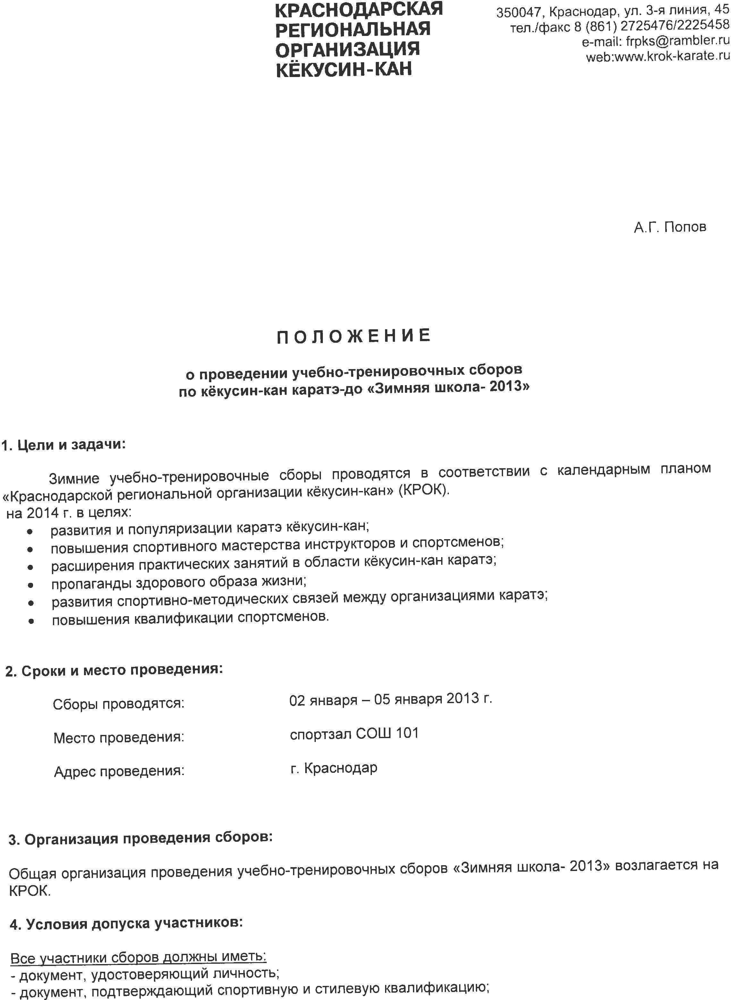 КРАСНОДАРСКАЯ
РЕГИОНАЛЬНАЯ
ОРГАНИЗАЦИЯ
КЁКУСИН-КАН
350047, Краснодар, ул. 3-я линия, 45
тел./факс 8 (861) 2725476/2225458
e-mail: frpks@rambler.ru
web:www.krok-karate.ru
А.Г. Попов
П О Л О Ж Е Н И Е
о проведении учебно-тренировочных сборов
по кёкусин-кан каратэ-до «Зимняя школа- 2013»
1. Цели и задачи:
Зимние учебно-тренировочные сборы проводятся в соответствии с календарным планом
«Краснодарской региональной организации кёкусин-кан» (КРОК).
на 2014 г. в целях:
• развития и популяризации каратэ кёкусин-кан;
• повышения спортивного мастерства инструкторов и спортсменов;
• расширения практических занятий в области кёкусин-кан каратэ;
• пропаганды здорового образа жизни;
• развития спортивно-методических связей между организациями каратэ;
• повышения квалификации спортсменов.
2. Сроки и место проведения:
Сборы проводятся: 02 января – 05 января 2013 г.
Место проведения: спортзал СОШ 101
Адрес проведения: г. Краснодар
3. Организация проведения сборов:
Общая организация проведения учебно-тренировочных сборов «Зимняя школа- 2013» возлагается на
КРОК.
4. Условия допуска участников:
Все участники сборов должны иметь:
- документ, удостоверяющий личность;
- документ, подтверждающий спортивную и стилевую квалификацию;